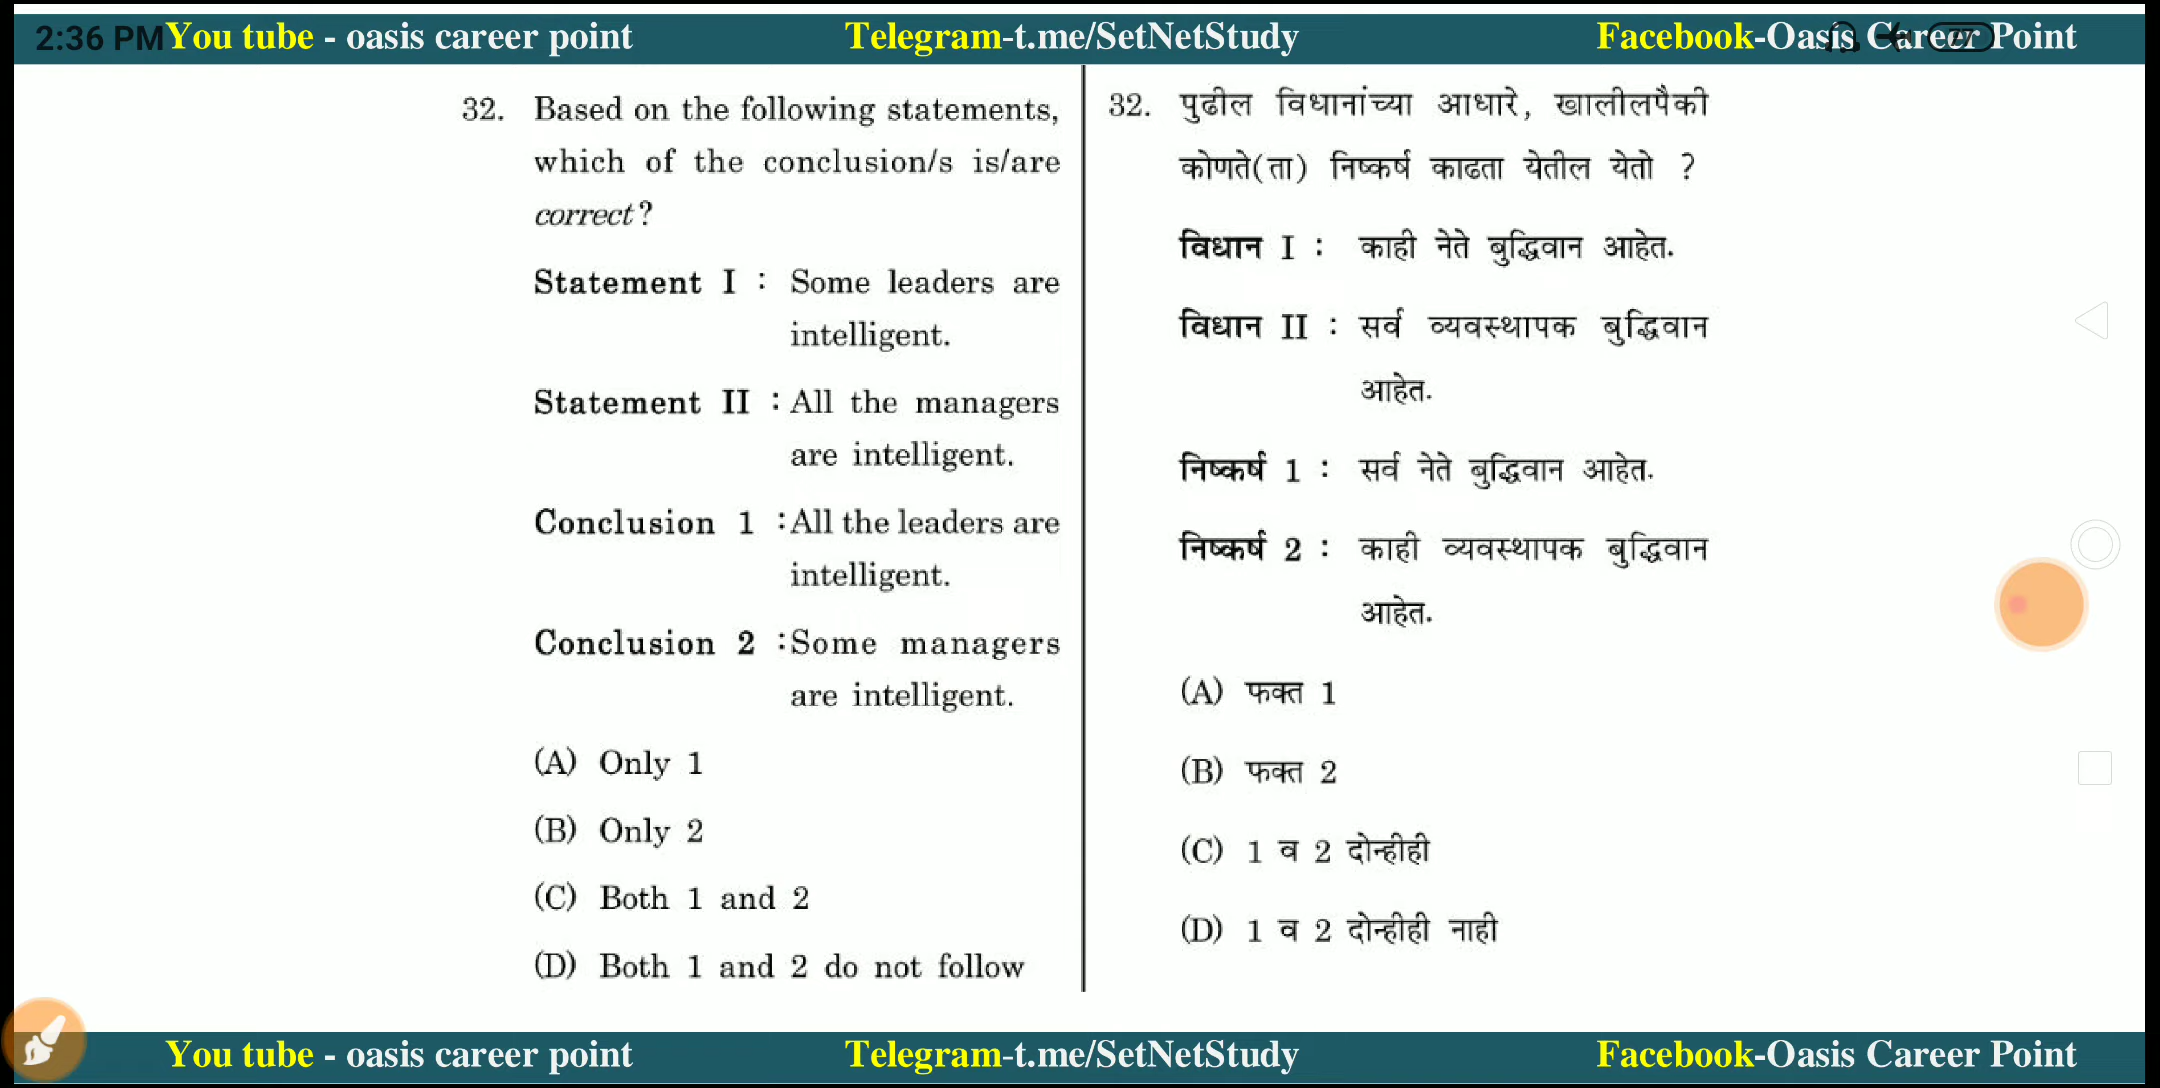 2:36 PM You tube - oasis career point Telegram-t.me/SetNetStudy Facebook-Oasis Career Point
32. Based on the following statements,
which of the conclusion/s is/are
correct?
Statement I : Some leaders are
intelligent.
Statement II : All the managers
are intelligent.
Conclusion 1 : All the leaders are
intelligent.
Conclusion 2 : Some managers
are intelligent.
(A) Only 1
(B) Only 2
(C) Both 1 and 2
(D) Both 1 and 2 do not follow
32. पुढील विधानांच्या आधारे, खालीलपैकी
कोणते(ता) निष्कर्ष काढता येतील येतो ?
विधान I : काही नेते बुद्धिवान आहेत.
विधान II : सर्व व्यवस्थापक बुद्धिवान
आहेत.
निष्कर्ष 1 : सर्व नेते बुद्धिवान आहेत.
निष्कर्ष 2 : काही व्यवस्थापक बुद्धिवान
आहेत.
(A) फक्त 1
(B) फक्त 2
(C) 1 व 2 दोन्हीही
(D) 1 व 2 दोन्हीही नाही
You tube - oasis career point Telegram-t.me/SetNetStudy Facebook-Oasis Career Point